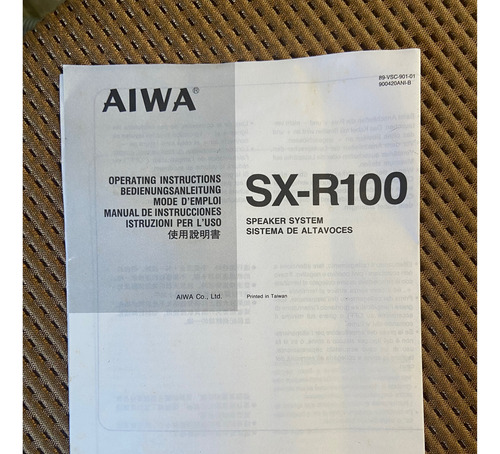 AIWA®
89-VSC-901-01
900420ANI-B
OPERATING INSTRUCTIONS
BEDIENUNGSANLEITUNG
MODE D'EMPLOI
MANUAL DE INSTRUCCIONES
ISTRUZIONI PER L'USO
使用說明書
SX-R100
SPEAKER SYSTEM
SISTEMA DE ALTAVOCES
AIWA Co., Ltd.
Printed in Taiwan